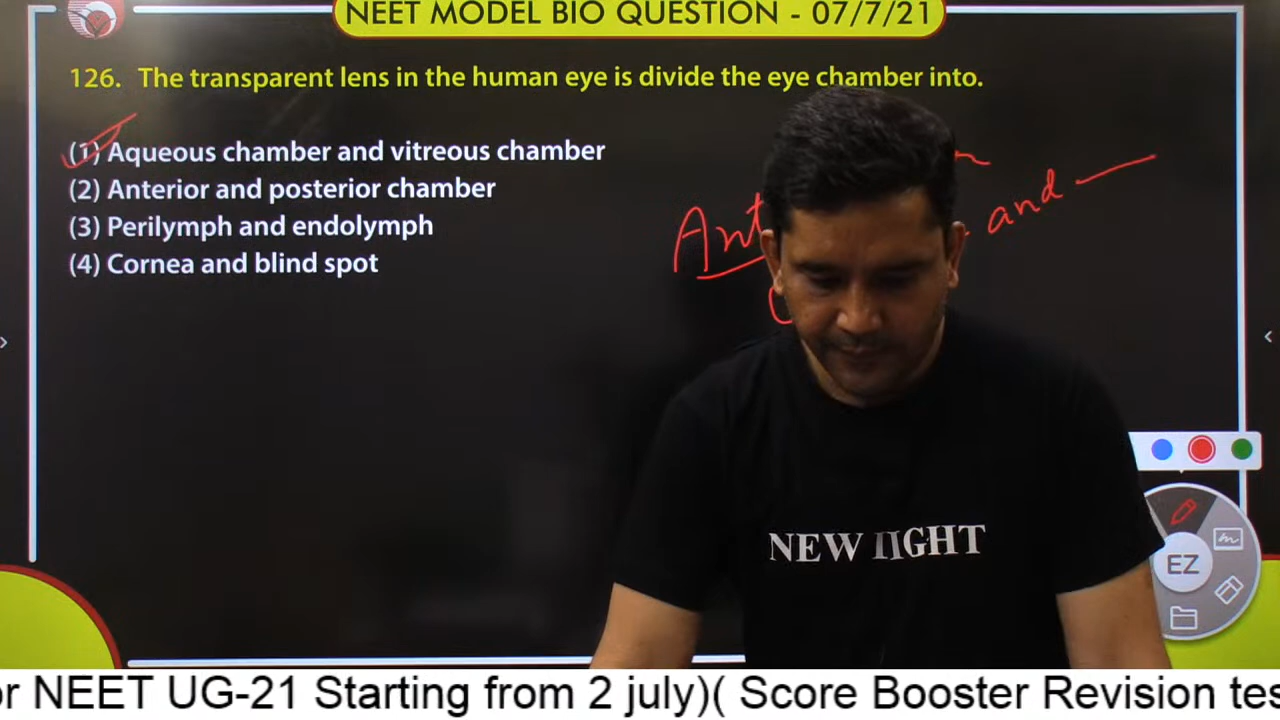 NEET MODEL BIO QUESTION - 07/7/21
126. The transparent lens in the human eye is divide the eye chamber into.
(1) Aqueous chamber and vitreous chamber
(2) Anterior and posterior chamber
(3) Perilymph and endolymph
(4) Cornea and blind spot
and
NEW
EZ
NEET UG-21 Starting from 2 july)( Score Booster Revision